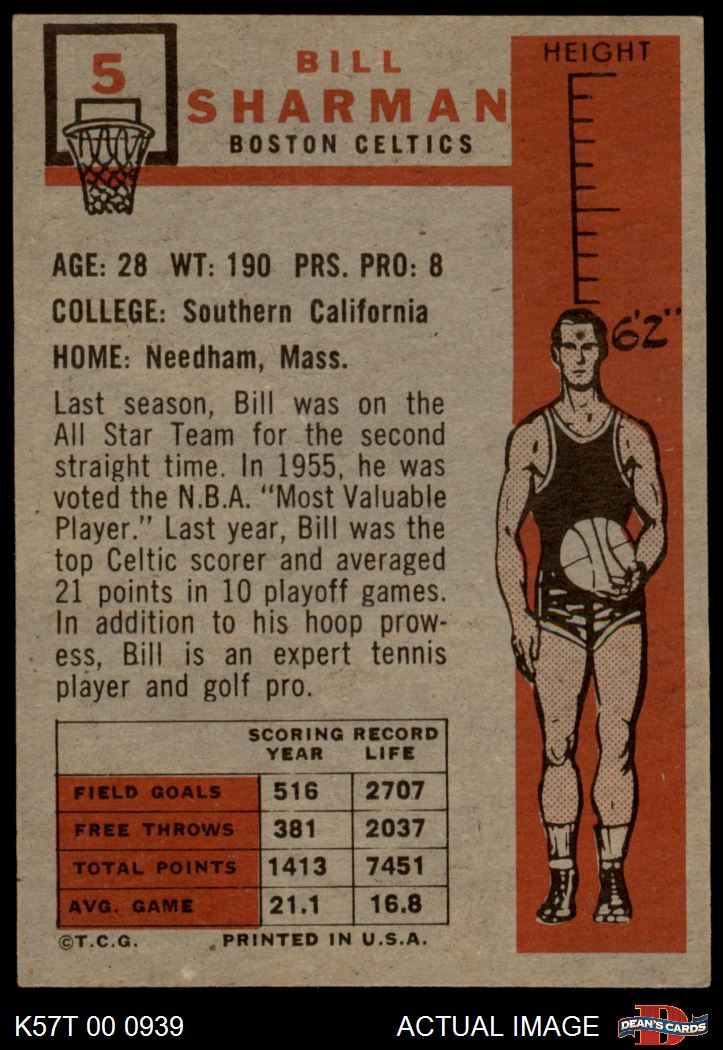 5
BILL
SHARMAN
BOSTON CELTICS
HEIGHT
6'2"
AGE: 28 WT: 190 PRS. PRO: 8
COLLEGE: Southern California
HOME: Needham, Mass.
Last season, Bill was on the
All Star Team for the second
straight time. In 1955, he was
voted the N.B.A. "Most Valuable
Player." Last year, Bill was the
top Celtic scorer and averaged
21 points in 10 playoff games.
In addition to his hoop prow-
ess, Bill is an expert tennis
player and golf pro.
SCORING RECORD
YEAR LIFE
FIELD GOALS 516 2707
FREE THROWS 381 2037
TOTAL POINTS 1413 7451
AVG. GAME 21.1 16.8
©T.C.G. PRINTED IN U.S.A.
K57T 00 0939 ACTUAL IMAGE D DEAN'S CARDS